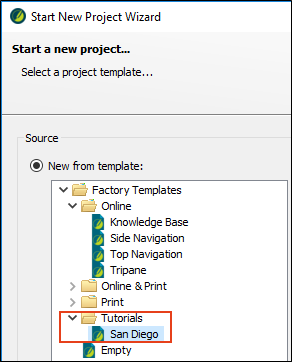 Start New Project Wizard
Start a new project...
Select a project template...
Source
New from template:
Factory Templates
Online
Knowledge Base
Side Navigation
Top Navigation
Tripane
Online & Print
Print
Tutorials
San Diego
Empty